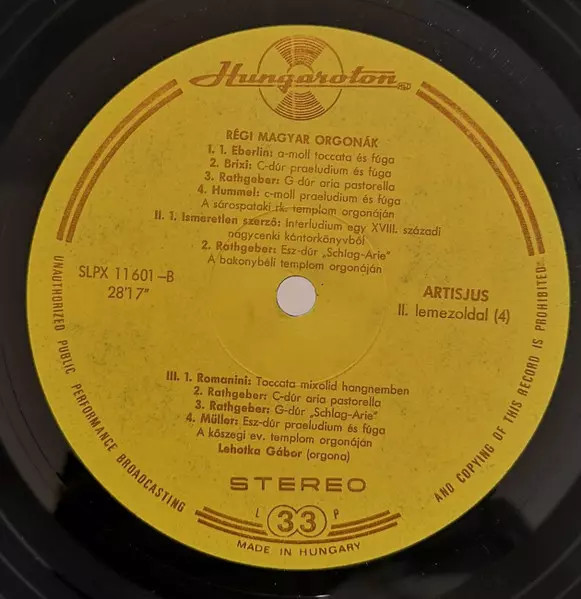 Hungaroton
RÉGI MAGYAR ORGONÁK
I. 1. Eberlin: a-moll toccata és fúga
2. Brixi: C-dúr praeludium és fúga
3. Rathgeber: G-dúr aria pastorella
4. Hummel: c-moll praeludium és fúga
A sárospataki rk. templom orgonáján
II. 1. Ismeretlen szerző: Interludium egy XVIII. századi
nagycenki kántorkönyvből
2. Rathgeber: Esz-dúr „Schlag-Arie"
A bakonybéli templom orgonáján
SLPX 11601-B
28'17"
ARTISJUS
II. lemezoldal (4)
III. 1. Romanini: Toccata mixolid hangnemben
2. Rathgeber: C-dúr aria pastorella
3. Rathgeber: G-dúr „Schlag-Arie"
4. Müller: Esz-dúr praeludium és fúga
A kőszegi ev. templom orgonáján
Lehotka Gábor (orgona)
STEREO
L 33 P
MADE IN HUNGARY
UNAUTHORIZED PUBLIC PERFORMANCE BROADCASTING
AND COPYING OF THIS RECORD IS PROHIBITED